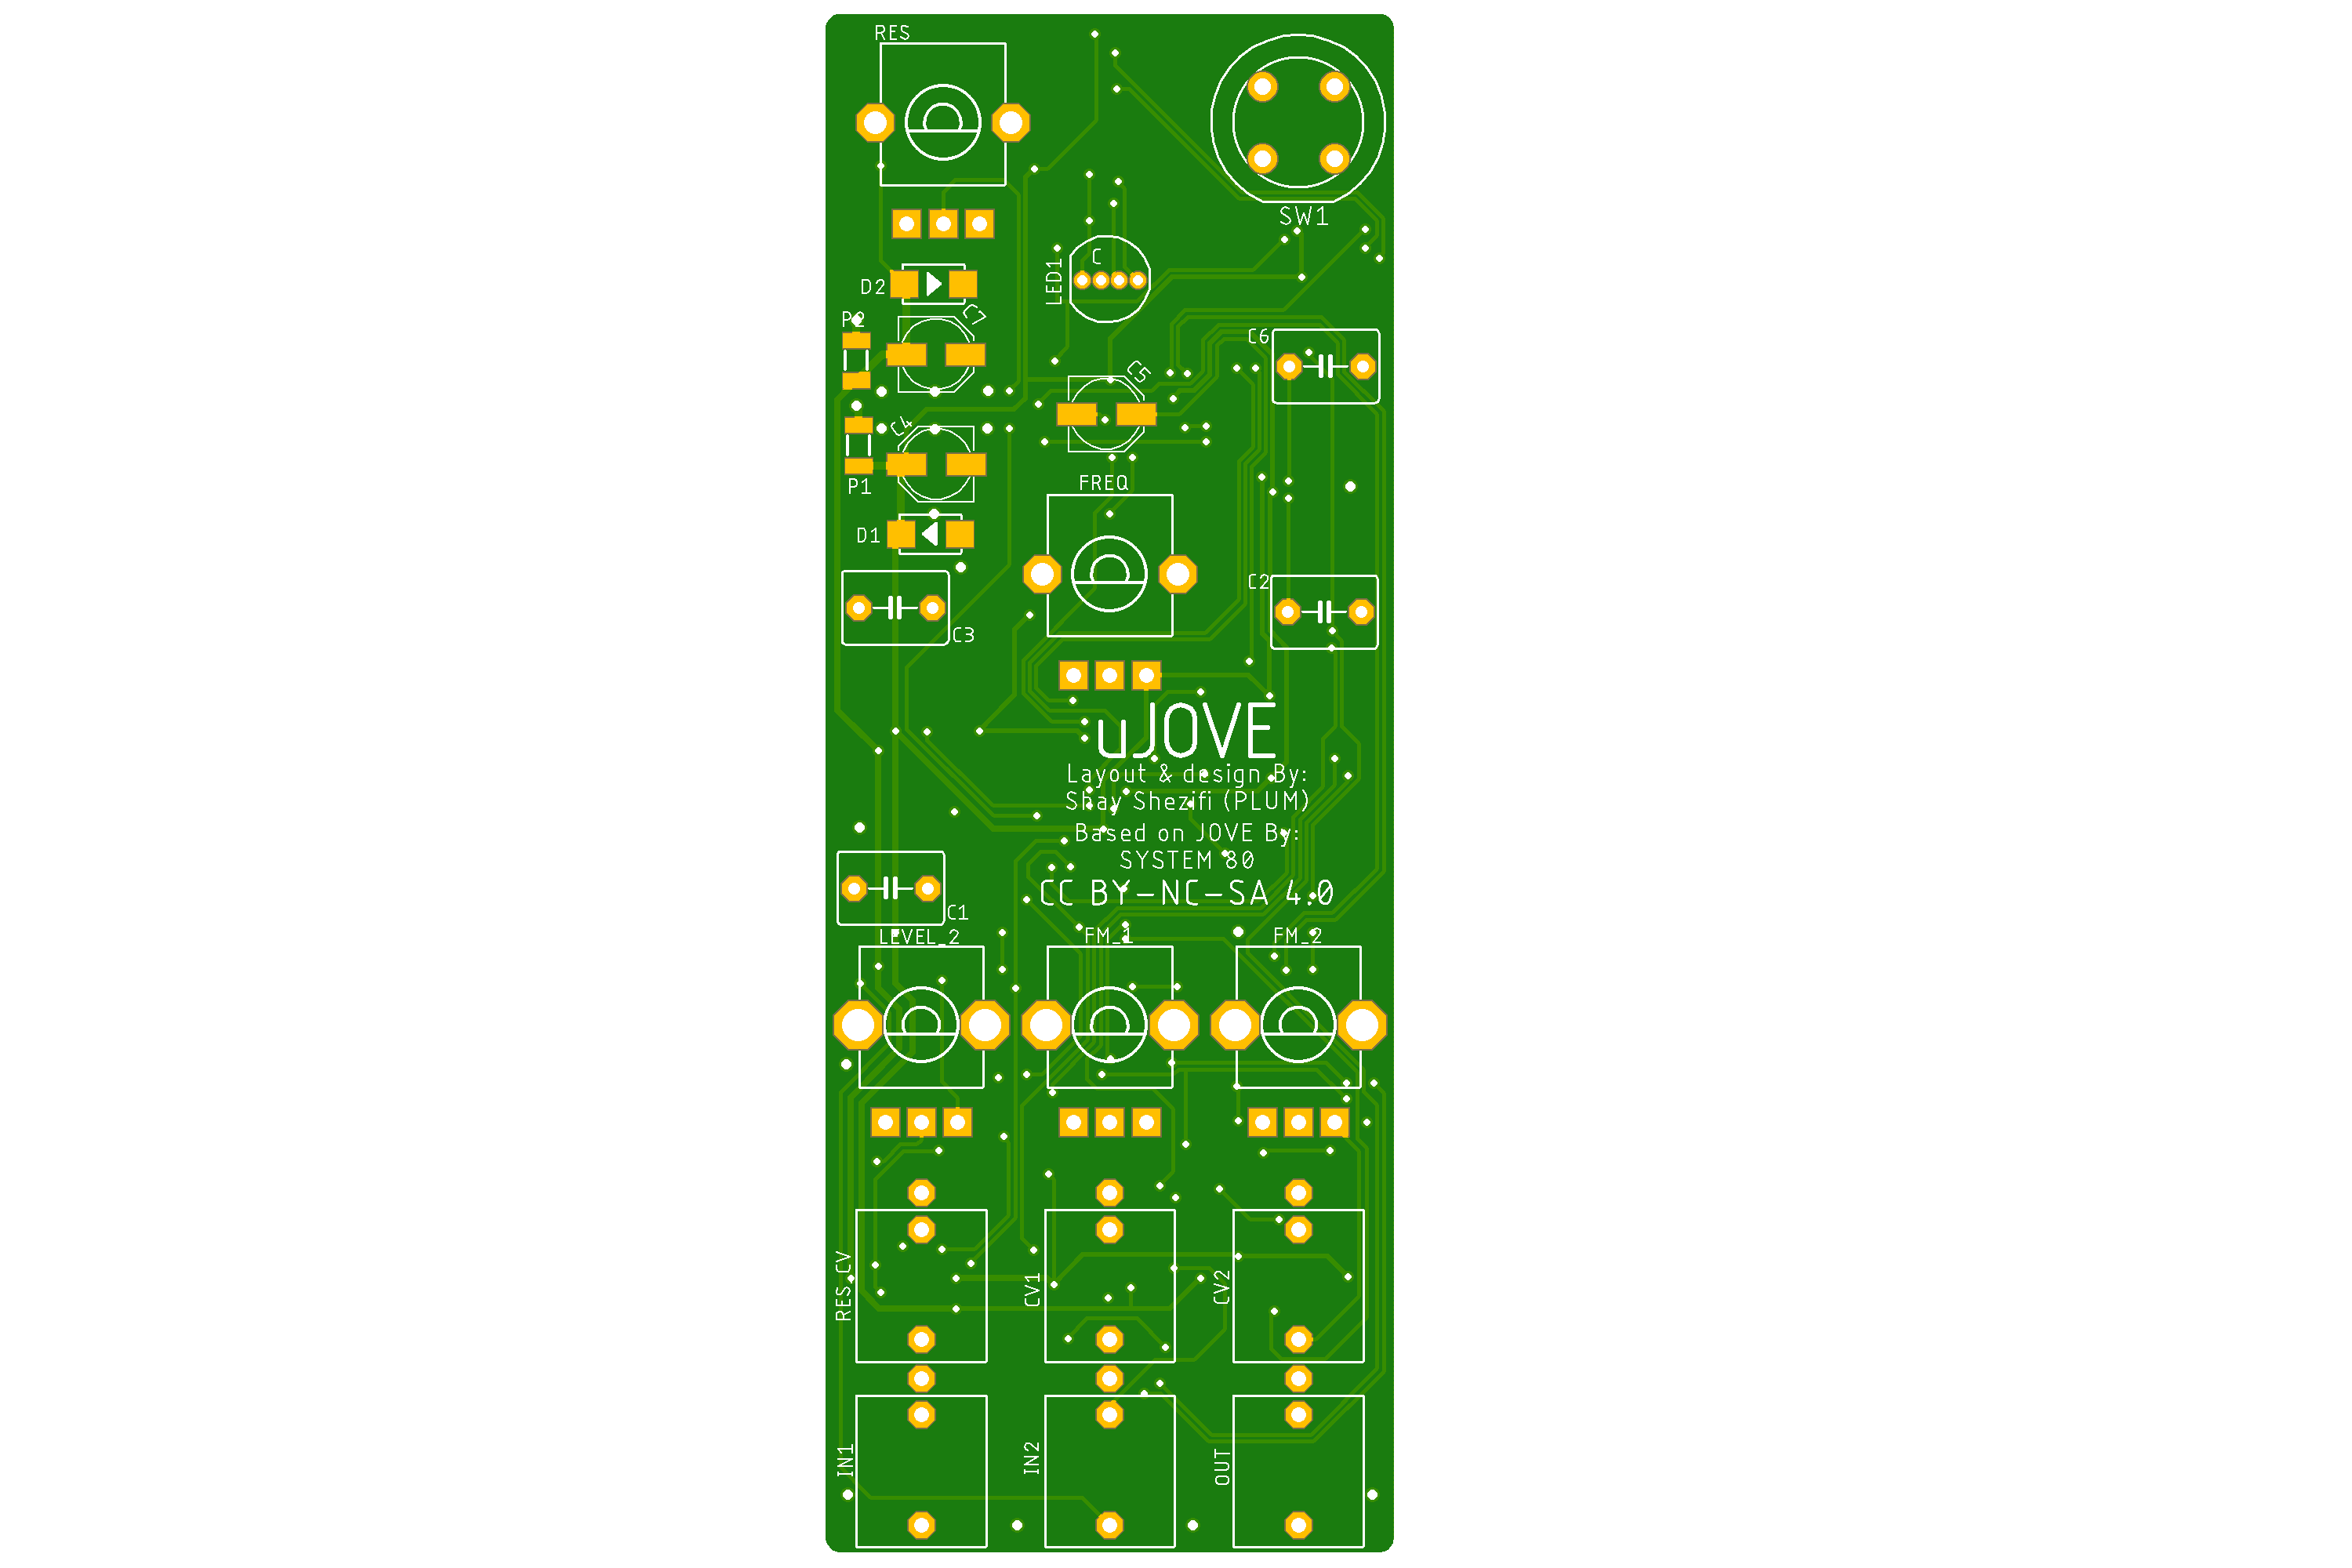 RES
SW1
C
LED1
D2
C7
P2
C6
C5
C4
P1
FREQ
D1
C2
C3
uJOVE
Layout & design By:
Shay Shezifi (PLUM)
Based on JOVE By:
SYSTEM 80
CC BY-NC-SA 4.0
C1
LEVEL_2
FM_1
FM_2
RES_CV
CV1
CV2
IN1
IN2
OUT